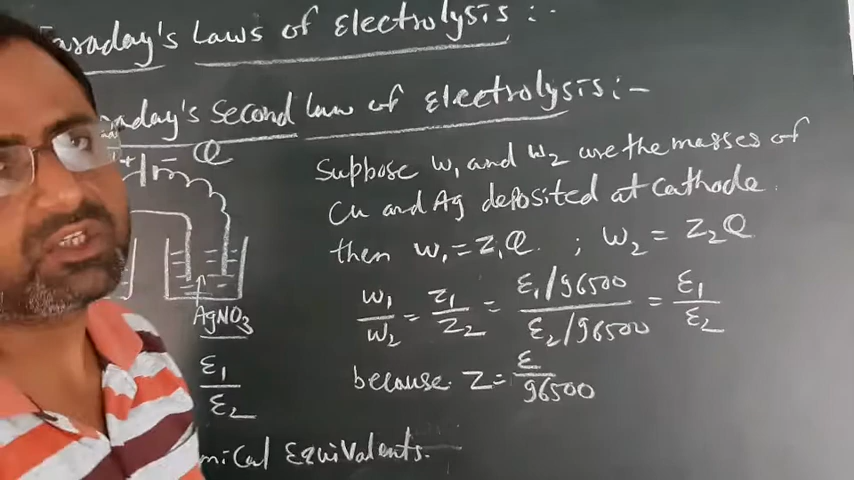 Faraday's Laws of Electrolysis :-
Faraday's Second law of Electrolysis :-
+ - Q
Suppose w₁ and w₂ are the masses of
Cu and Ag deposited at cathode.
then w₁ = Z₁Q ; w₂ = Z₂Q
w₁/w₂ = Z₁/Z₂ = (E₁/96500)/(E₂/96500) = E₁/E₂
AgNO₃
because Z = E/96500
E₁/E₂
Equivalents.